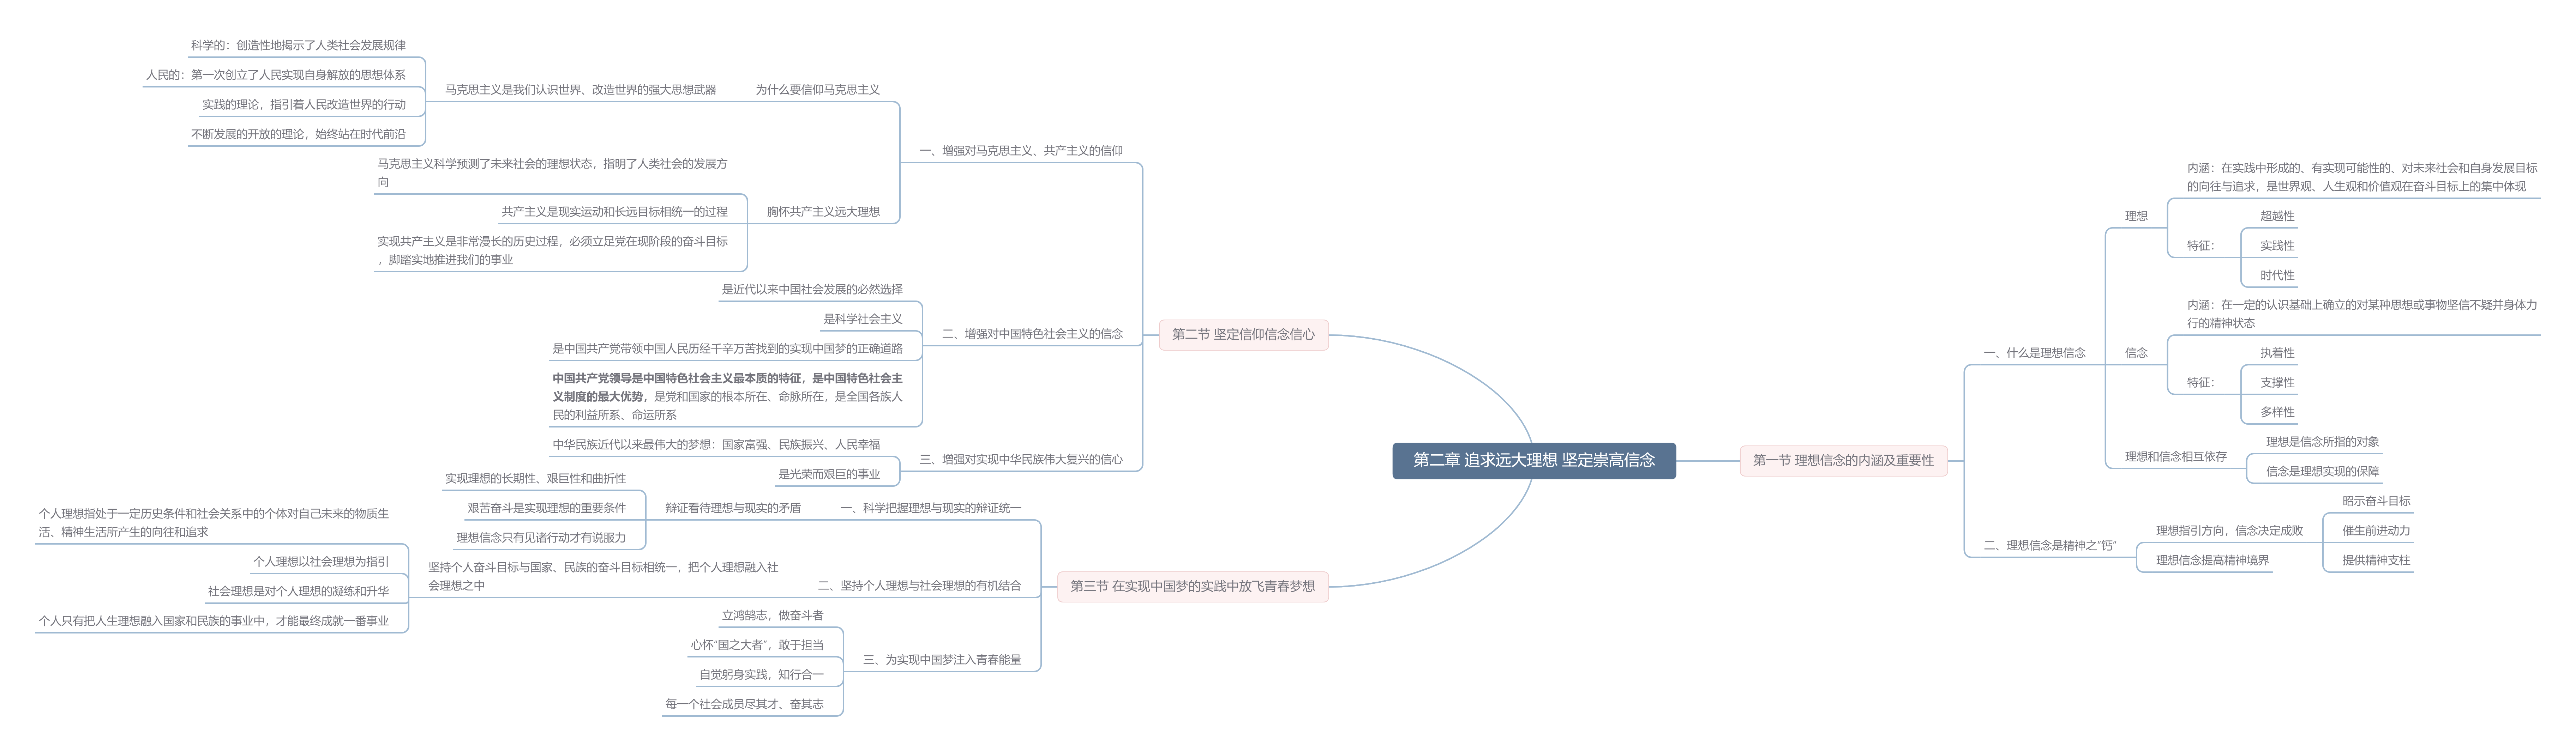 第二章 追求远大理想 坚定崇高信念
第一节 理想信念的内涵及重要性
一、什么是理想信念
理想
内涵：在实践中形成的、有实现可能性的、对未来社会和自身发展目标
的向往与追求，是世界观、人生观和价值观在奋斗目标上的集中体现
特征：
超越性
实践性
时代性
信念
内涵：在一定的认识基础上确立的对某种思想或事物坚信不疑并身体力
行的精神状态
特征：
执着性
支撑性
多样性
理想和信念相互依存
理想是信念所指的对象
信念是理想实现的保障
二、理想信念是精神之“钙”
理想指引方向，信念决定成败
昭示奋斗目标
催生前进动力
提供精神支柱
理想信念提高精神境界
第二节 坚定信仰信念信心
一、增强对马克思主义、共产主义的信仰
为什么要信仰马克思主义
马克思主义是我们认识世界、改造世界的强大思想武器
科学的：创造性地揭示了人类社会发展规律
人民的：第一次创立了人民实现自身解放的思想体系
实践的理论，指引着人民改造世界的行动
不断发展的开放的理论，始终站在时代前沿
胸怀共产主义远大理想
马克思主义科学预测了未来社会的理想状态，指明了人类社会的发展方
向
共产主义是现实运动和长远目标相统一的过程
实现共产主义是非常漫长的历史过程，必须立足党在现阶段的奋斗目标
，脚踏实地推进我们的事业
二、增强对中国特色社会主义的信念
是近代以来中国社会发展的必然选择
是科学社会主义
是中国共产党带领中国人民历经千辛万苦找到的实现中国梦的正确道路
中国共产党领导是中国特色社会主义最本质的特征，是中国特色社会主
义制度的最大优势，是党和国家的根本所在、命脉所在，是全国各族人
民的利益所系、命运所系
三、增强对实现中华民族伟大复兴的信心
中华民族近代以来最伟大的梦想：国家富强、民族振兴、人民幸福
是光荣而艰巨的事业
第三节 在实现中国梦的实践中放飞青春梦想
一、科学把握理想与现实的辩证统一
辩证看待理想与现实的矛盾
实现理想的长期性、艰巨性和曲折性
艰苦奋斗是实现理想的重要条件
理想信念只有见诸行动才有说服力
二、坚持个人理想与社会理想的有机结合
坚持个人奋斗目标与国家、民族的奋斗目标相统一，把个人理想融入社
会理想之中
个人理想指处于一定历史条件和社会关系中的个体对自己未来的物质生
活、精神生活所产生的向往和追求
个人理想以社会理想为指引
社会理想是对个人理想的凝练和升华
个人只有把人生理想融入国家和民族的事业中，才能最终成就一番事业
三、为实现中国梦注入青春能量
立鸿鹄志，做奋斗者
心怀“国之大者”，敢于担当
自觉躬身实践，知行合一
每一个社会成员尽其才、奋其志